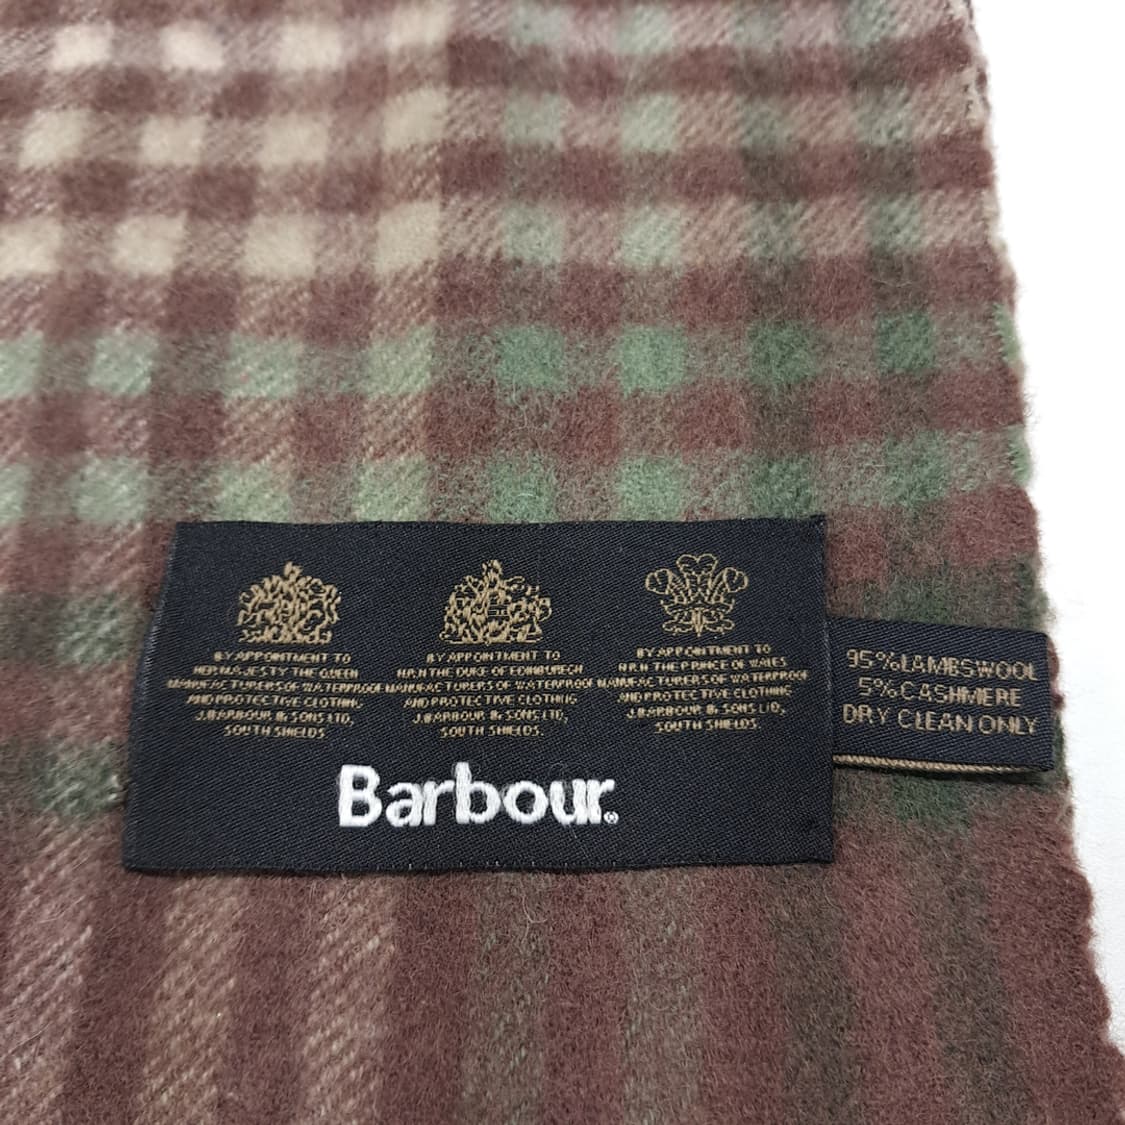 BY APPOINTMENT TO
HER MAJESTY THE QUEEN
MANUFACTURERS OF WATERPROOF
AND PROTECTIVE CLOTHING
J.BARBOUR & SONS LTD,
SOUTH SHIELDS.
BY APPOINTMENT TO
H.R.H THE DUKE OF EDINBURGH
MANUFACTURERS OF WATERPROOF
AND PROTECTIVE CLOTHING
J.BARBOUR & SONS LTD,
SOUTH SHIELDS.
BY APPOINTMENT TO
H.R.H THE PRINCE OF WALES
MANUFACTURERS OF WATERPROOF
AND PROTECTIVE CLOTHING
J.BARBOUR & SONS LTD,
SOUTH SHIELDS.
Barbour®
95%LAMBSWOOL
5%CASHMERE
DRY CLEAN ONLY